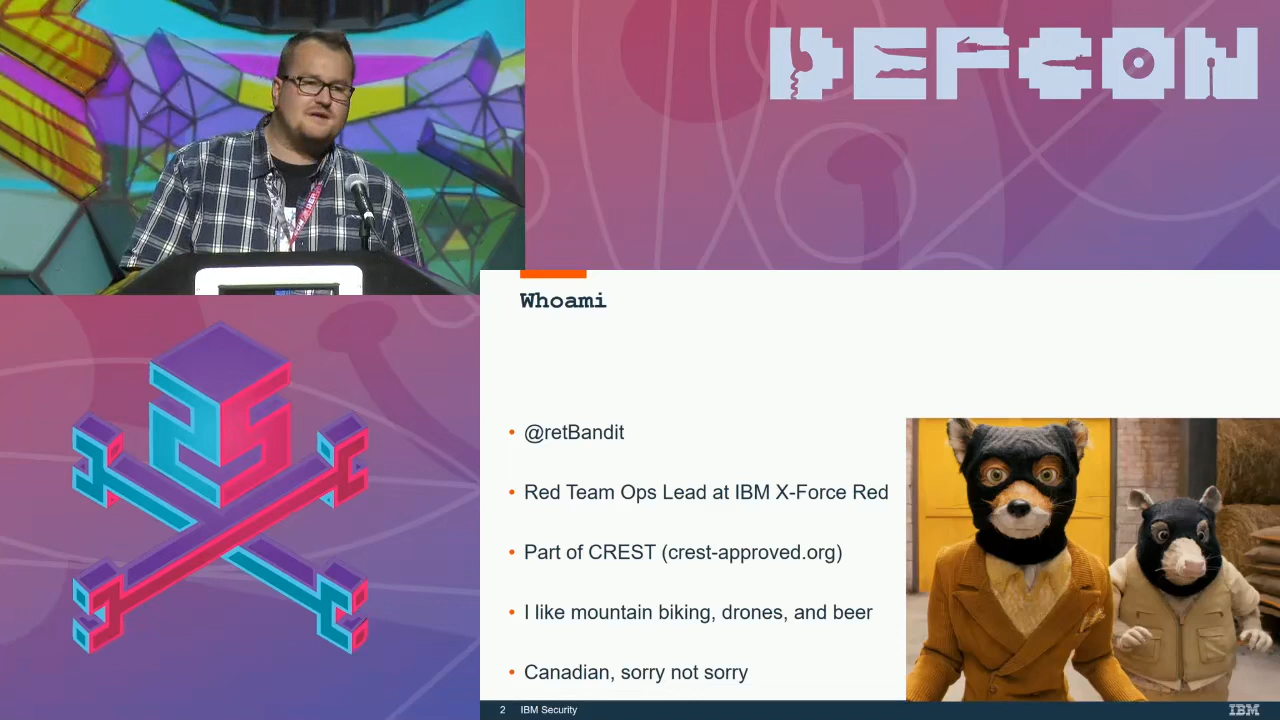 DEFCON
Whoami
• @retBandit
• Red Team Ops Lead at IBM X-Force Red
• Part of CREST (crest-approved.org)
• I like mountain biking, drones, and beer
• Canadian, sorry not sorry
2 IBM Security
IBM